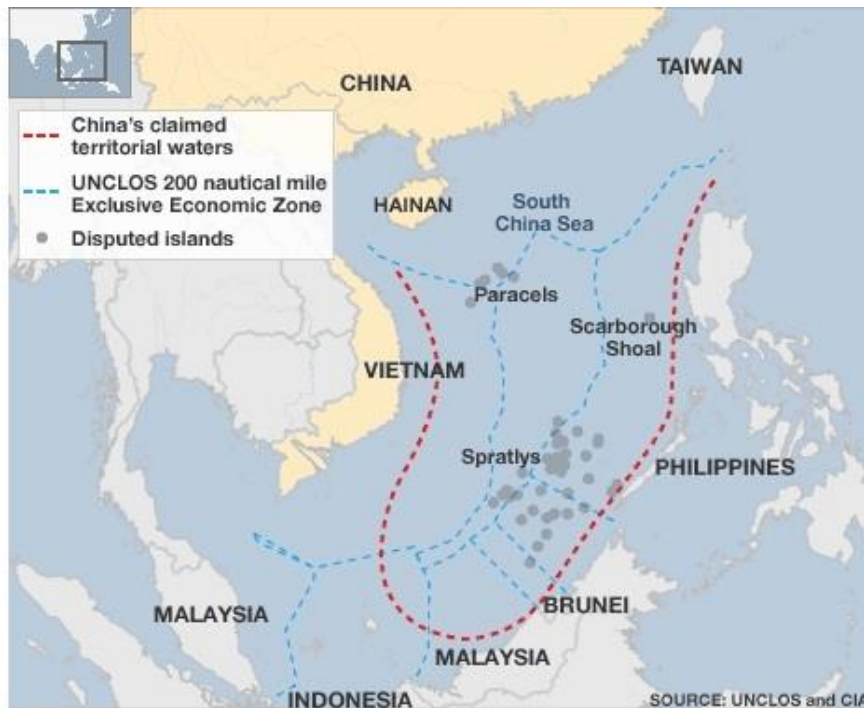 CHINA
TAIWAN
China's claimed
territorial waters
UNCLOS 200 nautical mile
Exclusive Economic Zone
Disputed islands
HAINAN
South
China Sea
Paracels
Scarborough
Shoal
VIETNAM
Spratlys
PHILIPPINES
MALAYSIA
BRUNEI
MALAYSIA
INDONESIA
SOURCE: UNCLOS and CIA